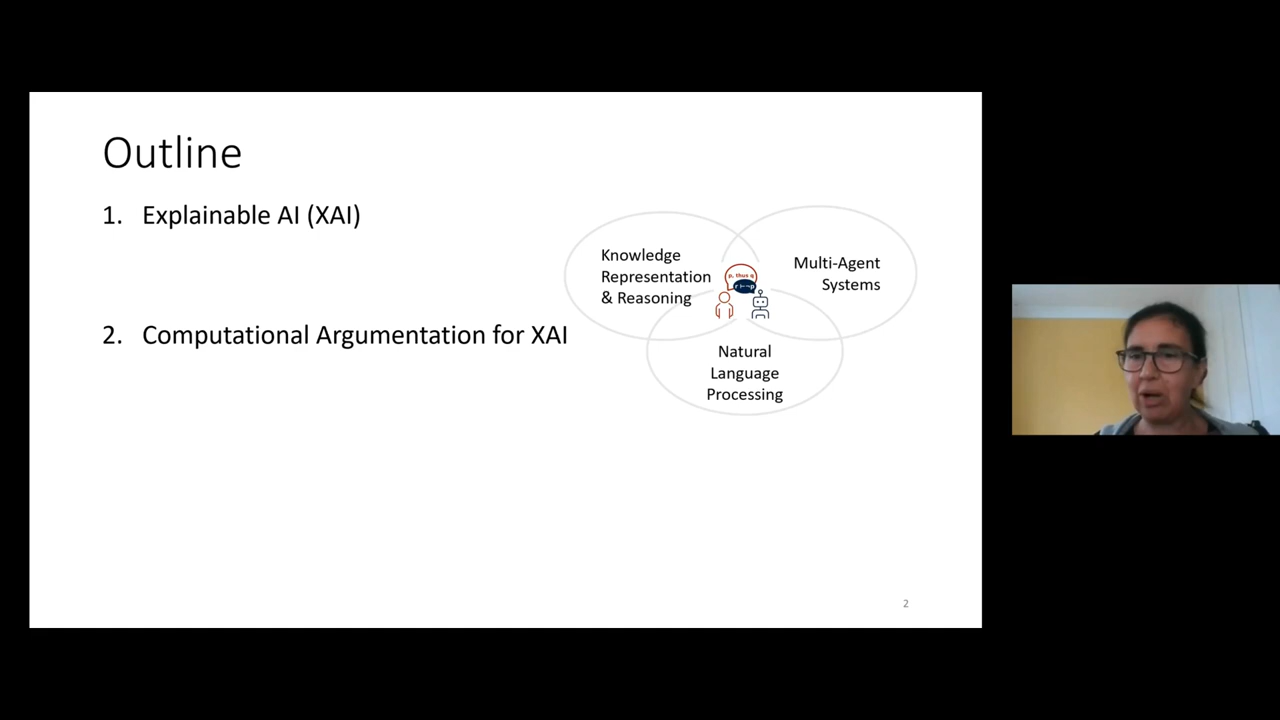 Outline
1. Explainable AI (XAI)
2. Computational Argumentation for XAI
Knowledge
Representation
& Reasoning
Multi-Agent
Systems
p, thus q
Natural
Language
Processing
2